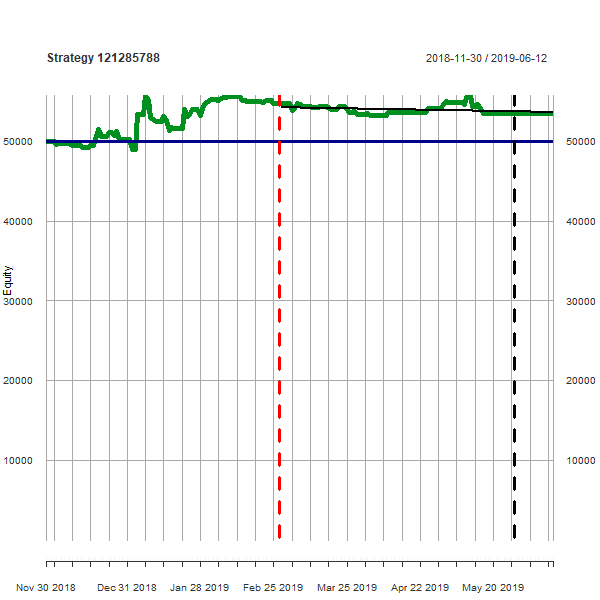 Strategy 121285788
2018-11-30 / 2019-06-12
50000 50000
40000 40000
Equity
30000 30000
20000 20000
10000 10000
Nov 30 2018 Dec 31 2018 Jan 28 2019 Feb 25 2019 Mar 25 2019 Apr 22 2019 May 20 2019